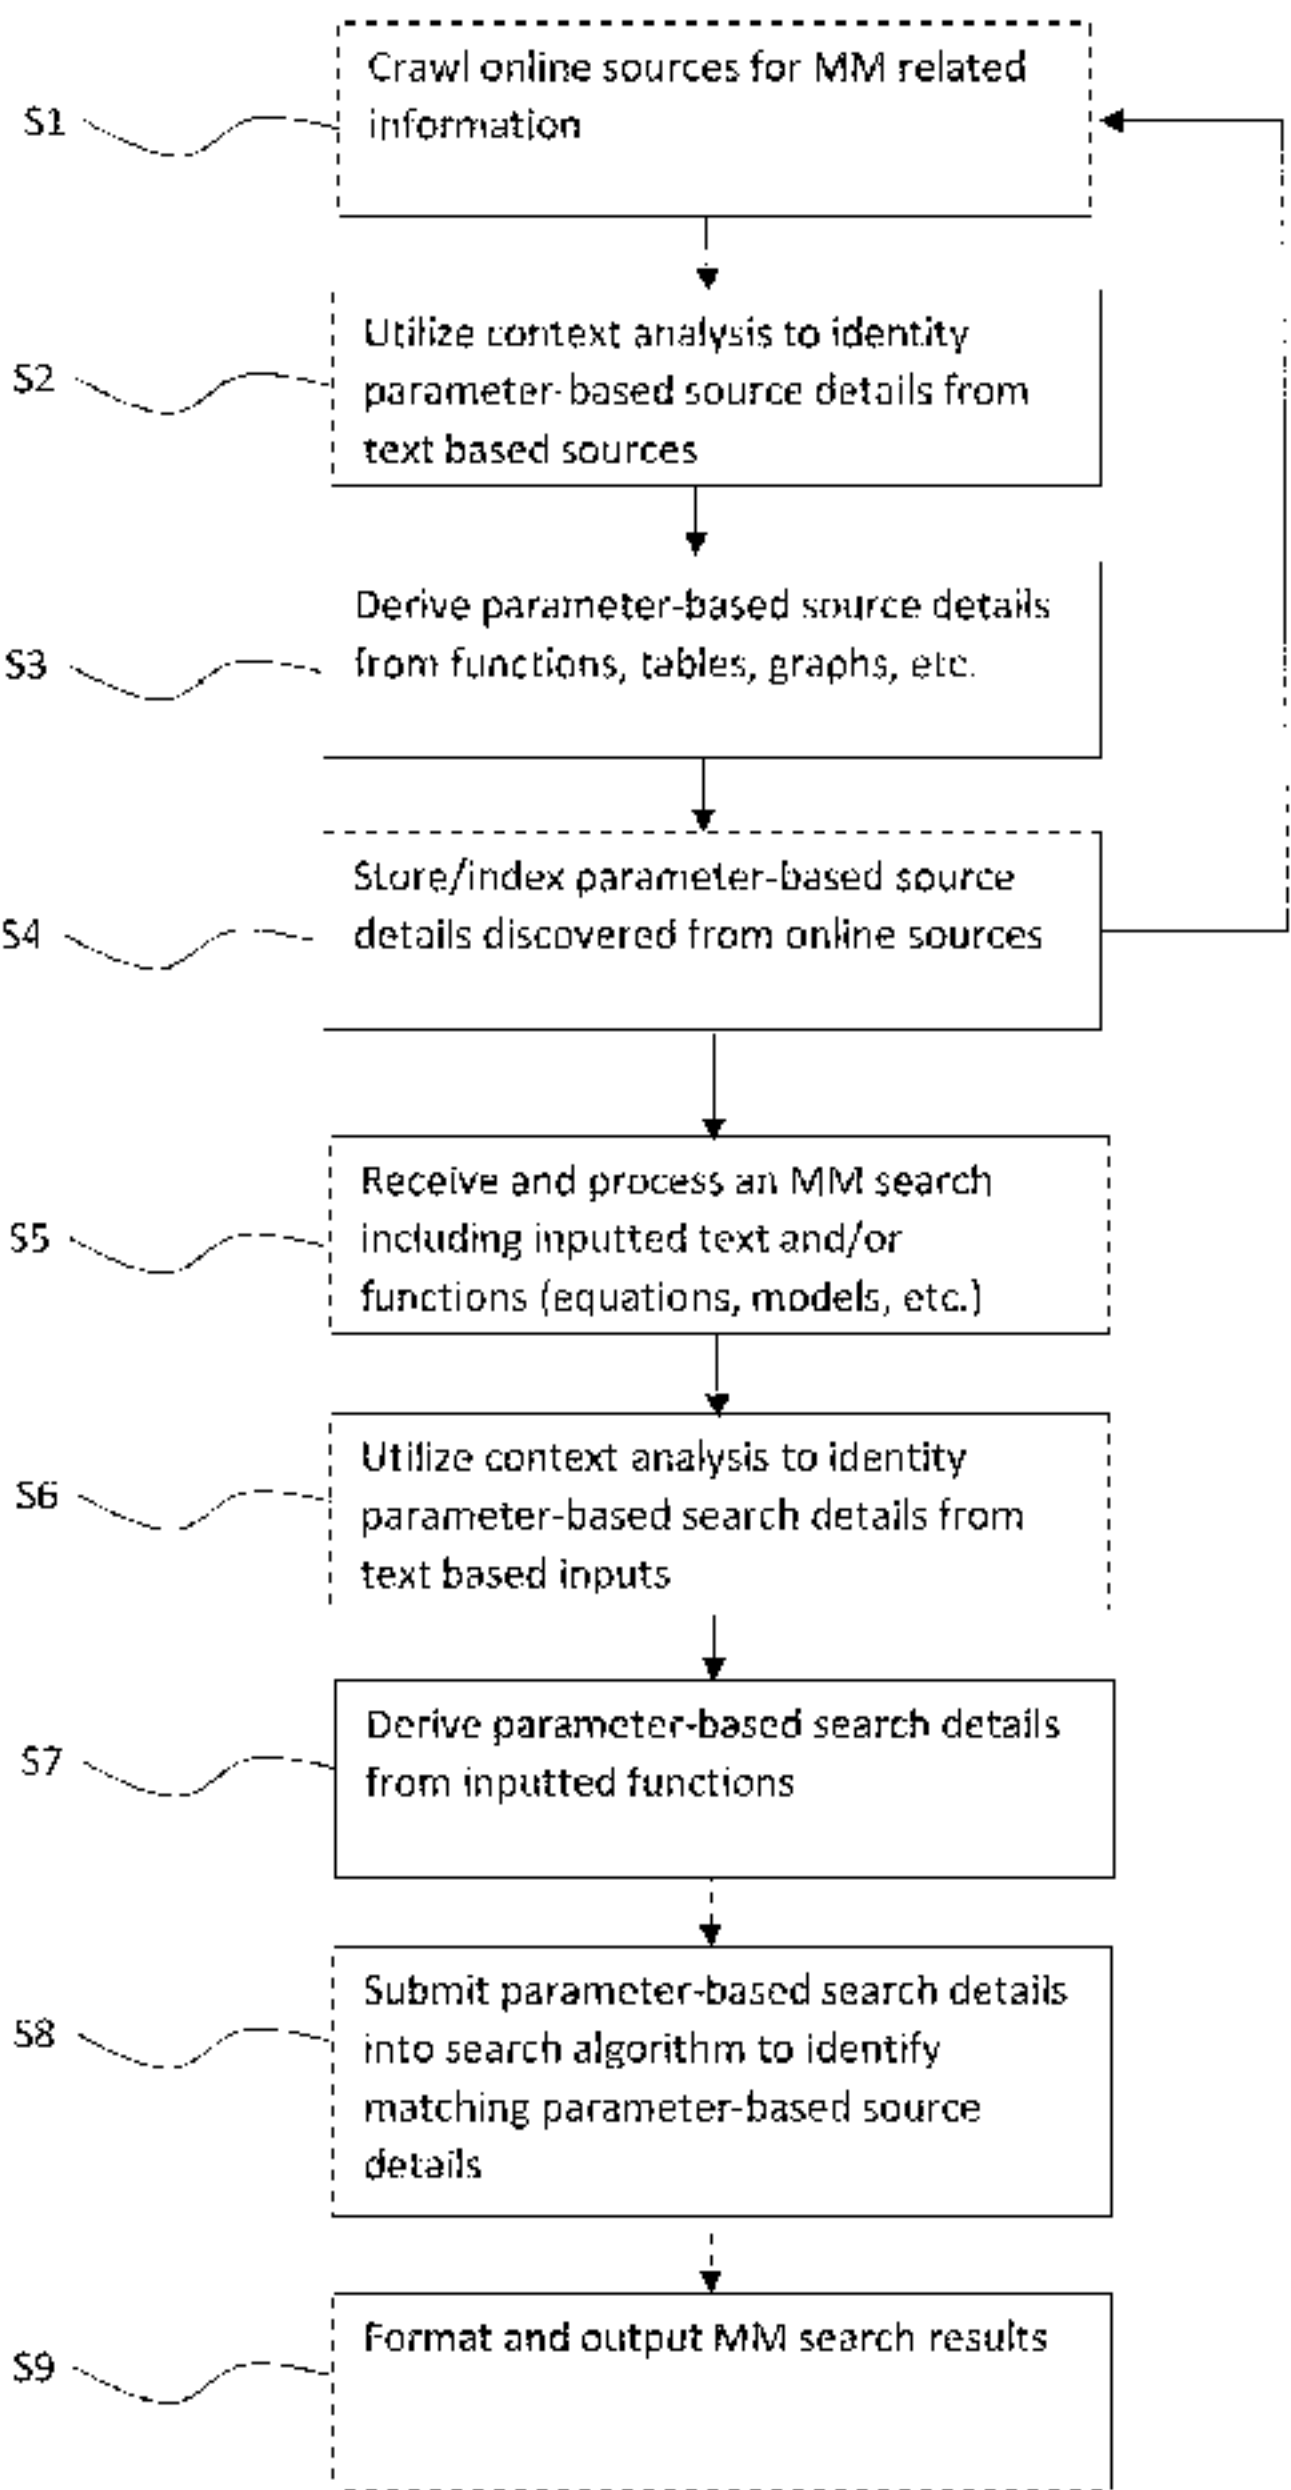 S1
Crawl online sources for MM related
information
S2
Utilize context analysis to identity
parameter-based source details from
text based sources
S3
Derive parameter-based source details
from functions, tables, graphs, etc.
S4
Store/index parameter-based source
details discovered from online sources
S5
Receive and process an MM search
including inputted text and/or
functions (equations, models, etc.)
S6
Utilize context analysis to identity
parameter-based search details from
text based inputs
S7
Derive parameter-based search details
from inputted functions
S8
Submit parameter-based search details
into search algorithm to identify
matching parameter-based source
details
S9
Format and output MM search results